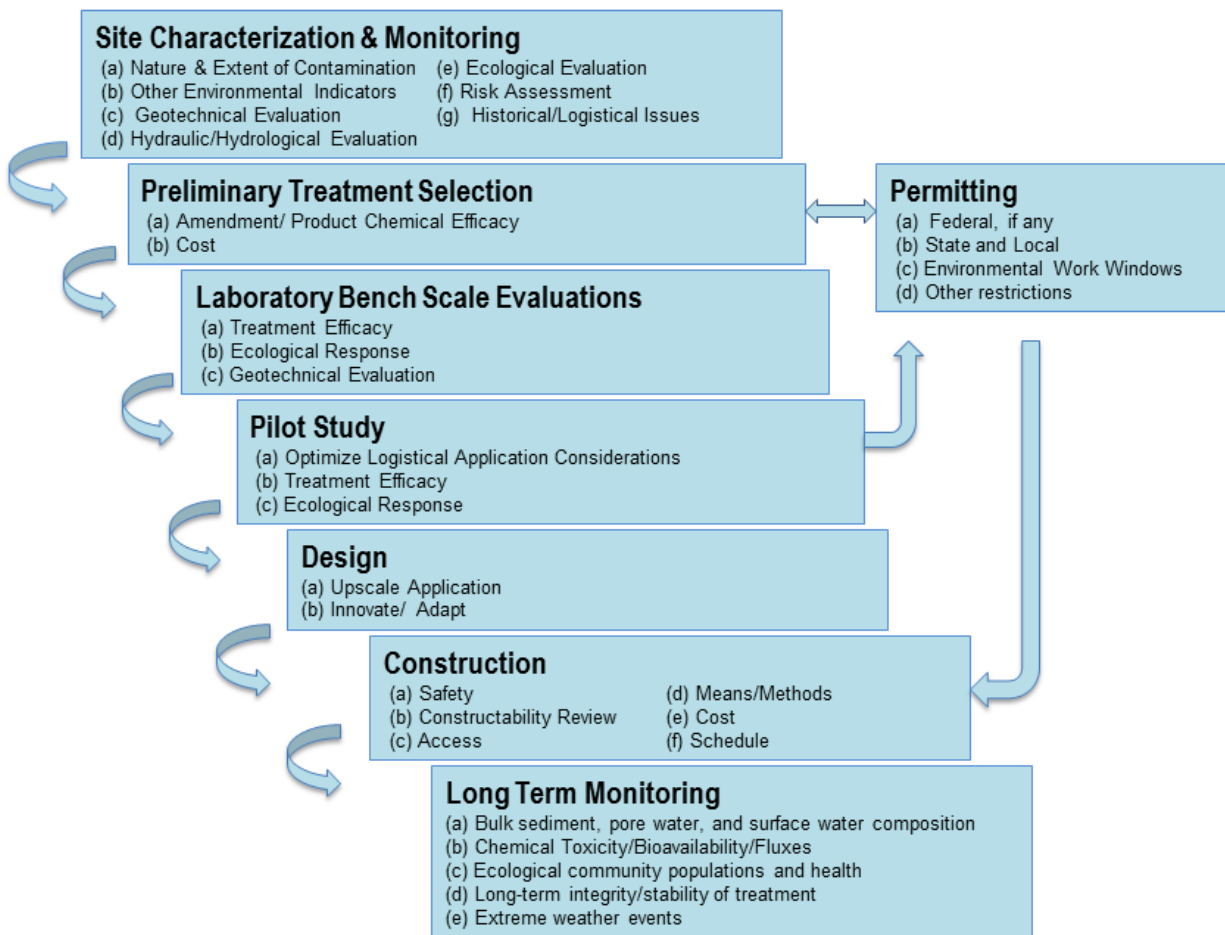 Site Characterization & Monitoring
(a) Nature & Extent of Contamination
(b) Other Environmental Indicators
(c) Geotechnical Evaluation
(d) Hydraulic/Hydrological Evaluation
(e) Ecological Evaluation
(f) Risk Assessment
(g) Historical/Logistical Issues
Preliminary Treatment Selection
(a) Amendment/ Product Chemical Efficacy
(b) Cost
Permitting
(a) Federal, if any
(b) State and Local
(c) Environmental Work Windows
(d) Other restrictions
Laboratory Bench Scale Evaluations
(a) Treatment Efficacy
(b) Ecological Response
(c) Geotechnical Evaluation
Pilot Study
(a) Optimize Logistical Application Considerations
(b) Treatment Efficacy
(c) Ecological Response
Design
(a) Upscale Application
(b) Innovate/ Adapt
Construction
(a) Safety
(b) Constructability Review
(c) Access
(d) Means/Methods
(e) Cost
(f) Schedule
Long Term Monitoring
(a) Bulk sediment, pore water, and surface water composition
(b) Chemical Toxicity/Bioavailability/Fluxes
(c) Ecological community populations and health
(d) Long-term integrity/stability of treatment
(e) Extreme weather events